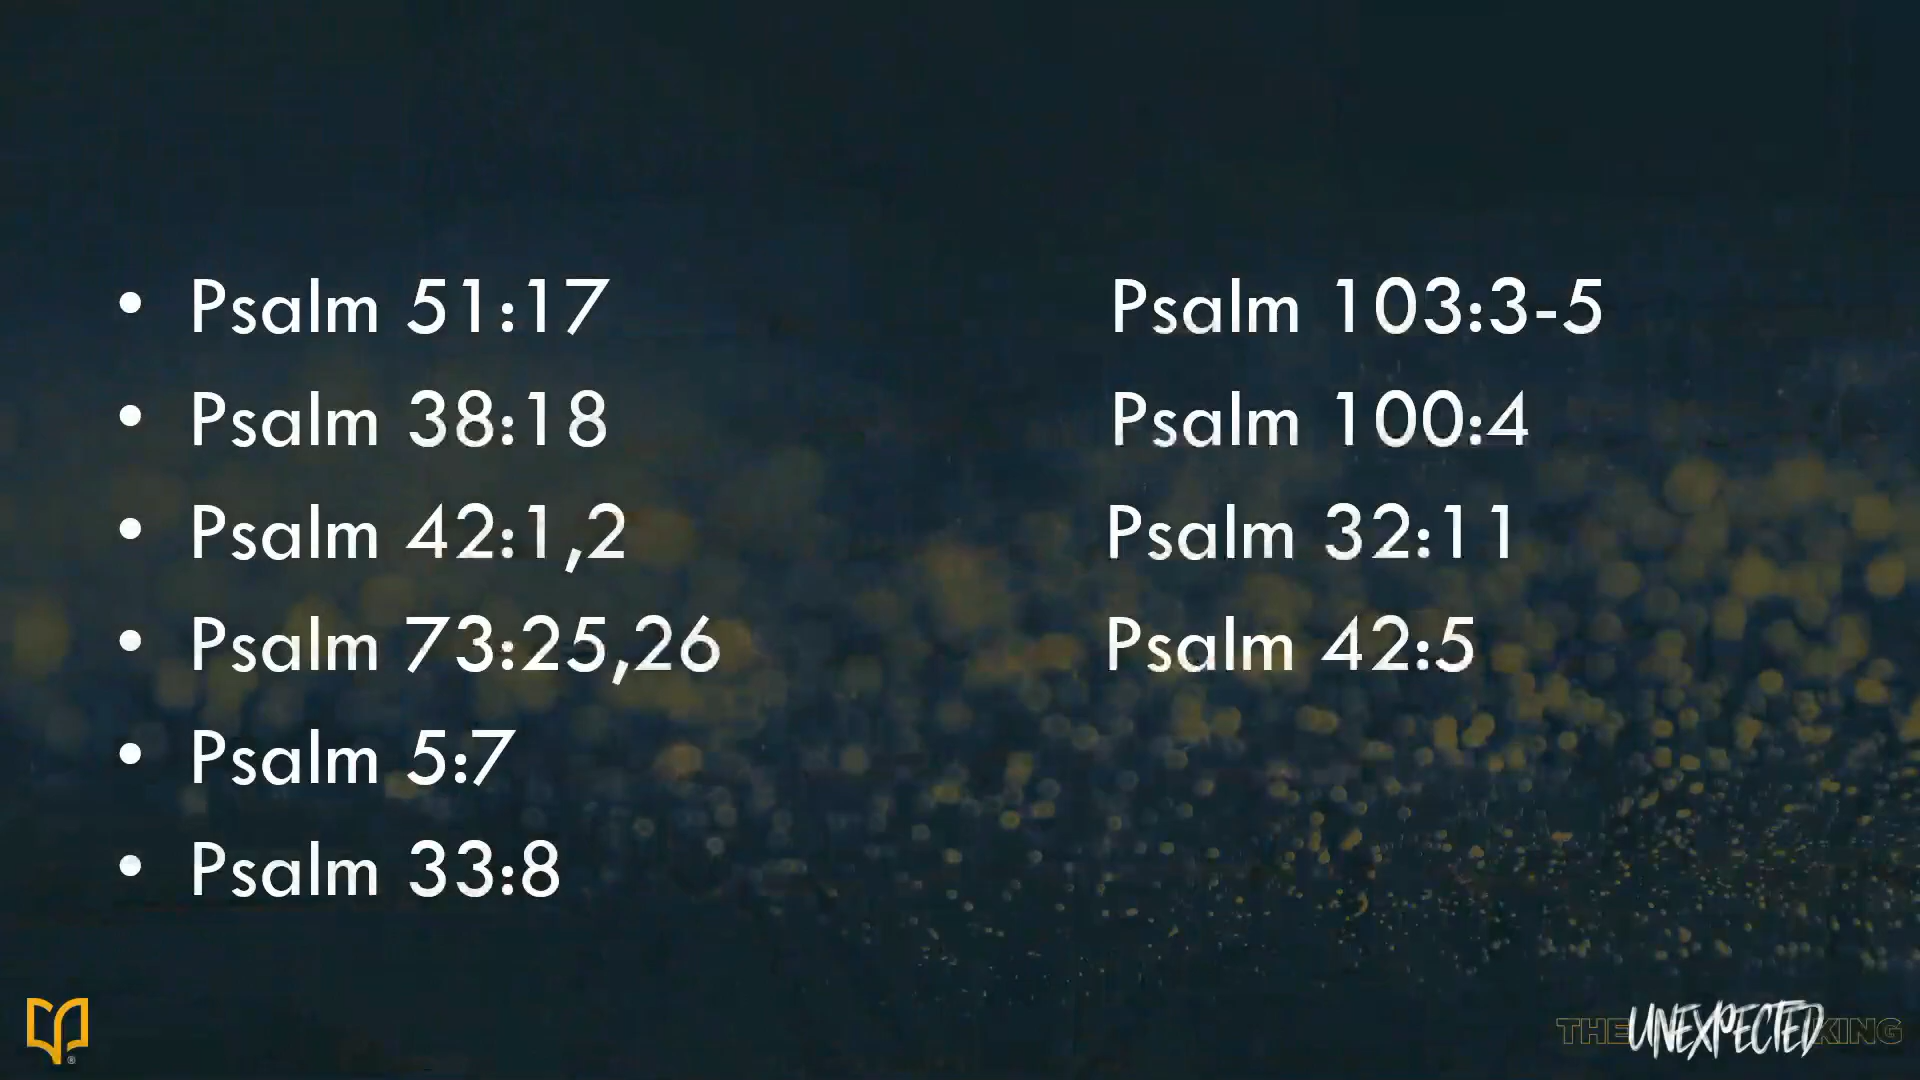 • Psalm 51:17
• Psalm 38:18
• Psalm 42:1,2
• Psalm 73:25,26
• Psalm 5:7
• Psalm 33:8
Psalm 103:3-5
Psalm 100:4
Psalm 32:11
Psalm 42:5
®
THE UNEXPECTED KING